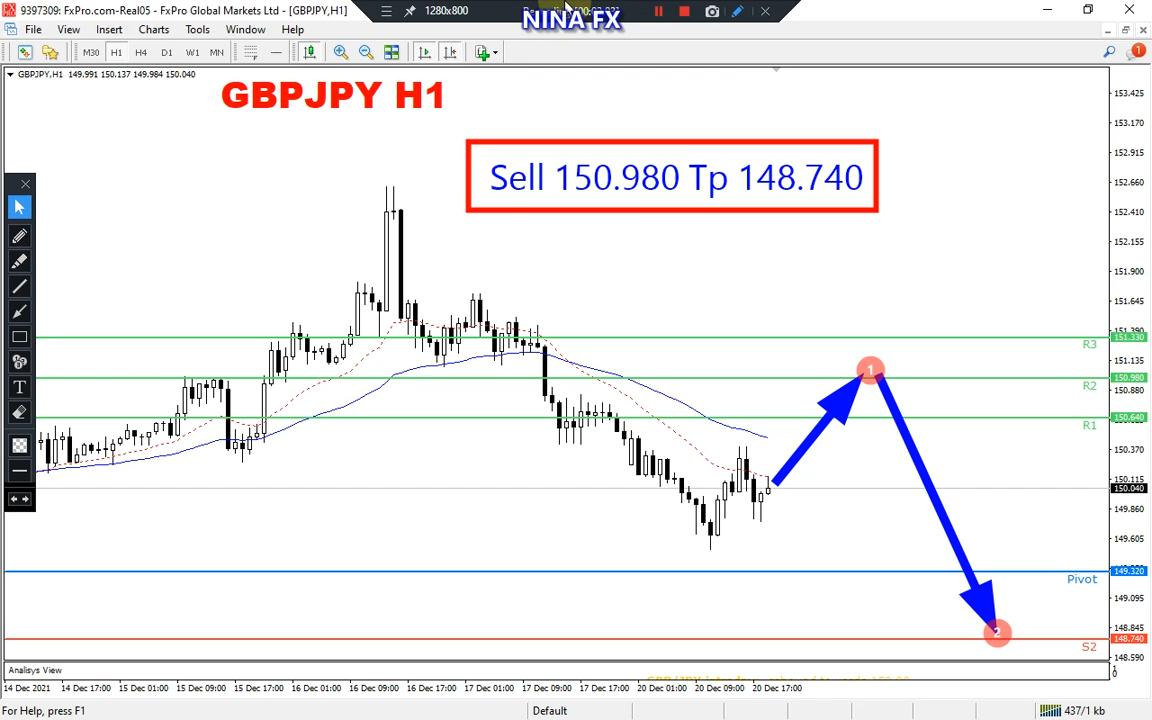 9397309: FxPro.com-Real05 - FxPro Global Markets Ltd - [GBPJPY,H1]
1280x800
NINA FX
File View Insert Charts Tools Window Help
M30 H1 H4 D1 W1 MN
1
GBPJPY,H1 149.991 150.137 149.984 150.040
GBPJPY H1
Sell 150.980 Tp 148.740
153.425
153.170
152.915
152.660
152.410
152.155
151.900
151.645
151.390
151.330
R3
151.135
1
150.980
R2
150.880
150.640
R1
150.370
150.115
150.040
149.860
149.605
149.320
Pivot
149.095
148.845
2
148.740
S2
148.590
T
Analisys View
1
0
14 Dec 2021 14 Dec 17:00 15 Dec 01:00 15 Dec 09:00 15 Dec 17:00 16 Dec 01:00 16 Dec 09:00 16 Dec 17:00 17 Dec 01:00 17 Dec 09:00 17 Dec 17:00 20 Dec 01:00 20 Dec 09:00 20 Dec 17:00
For Help, press F1
Default
437/1 kb